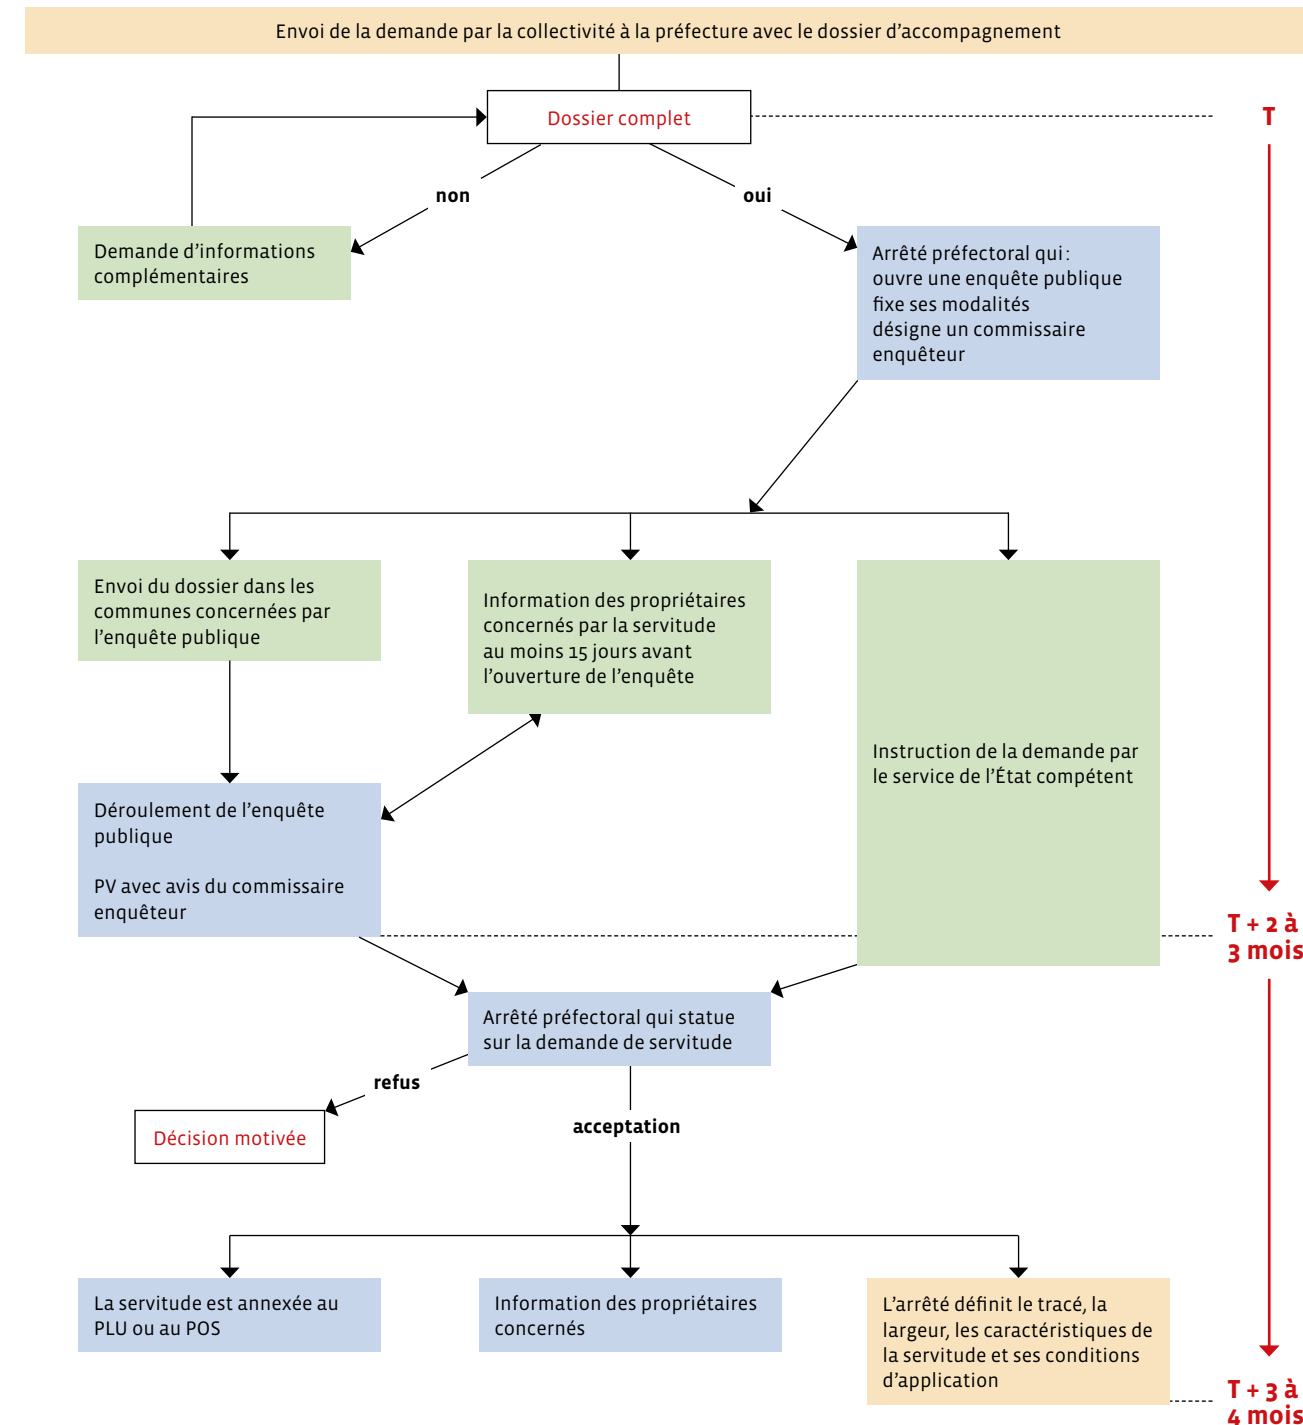 Envoi de la demande par la collectivité à la préfecture avec le dossier d’accompagnement
Dossier complet
T
non
oui
Demande d’informations
complémentaires
Arrêté préfectoral qui :
ouvre une enquête publique
fixe ses modalités
désigne un commissaire
enquêteur
Envoi du dossier dans les
communes concernées par
l’enquête publique
Information des propriétaires
concernés par la servitude
au moins 15 jours avant
l’ouverture de l’enquête
Instruction de la demande par
le service de l’État compétent
Déroulement de l’enquête
publique
PV avec avis du commissaire
enquêteur
T + 2 à
3 mois
Arrêté préfectoral qui statue
sur la demande de servitude
refus
acceptation
Décision motivée
La servitude est annexée au
PLU ou au POS
Information des propriétaires
concernés
L’arrêté définit le tracé, la
largeur, les caractéristiques de
la servitude et ses conditions
d’application
T + 3 à
4 mois